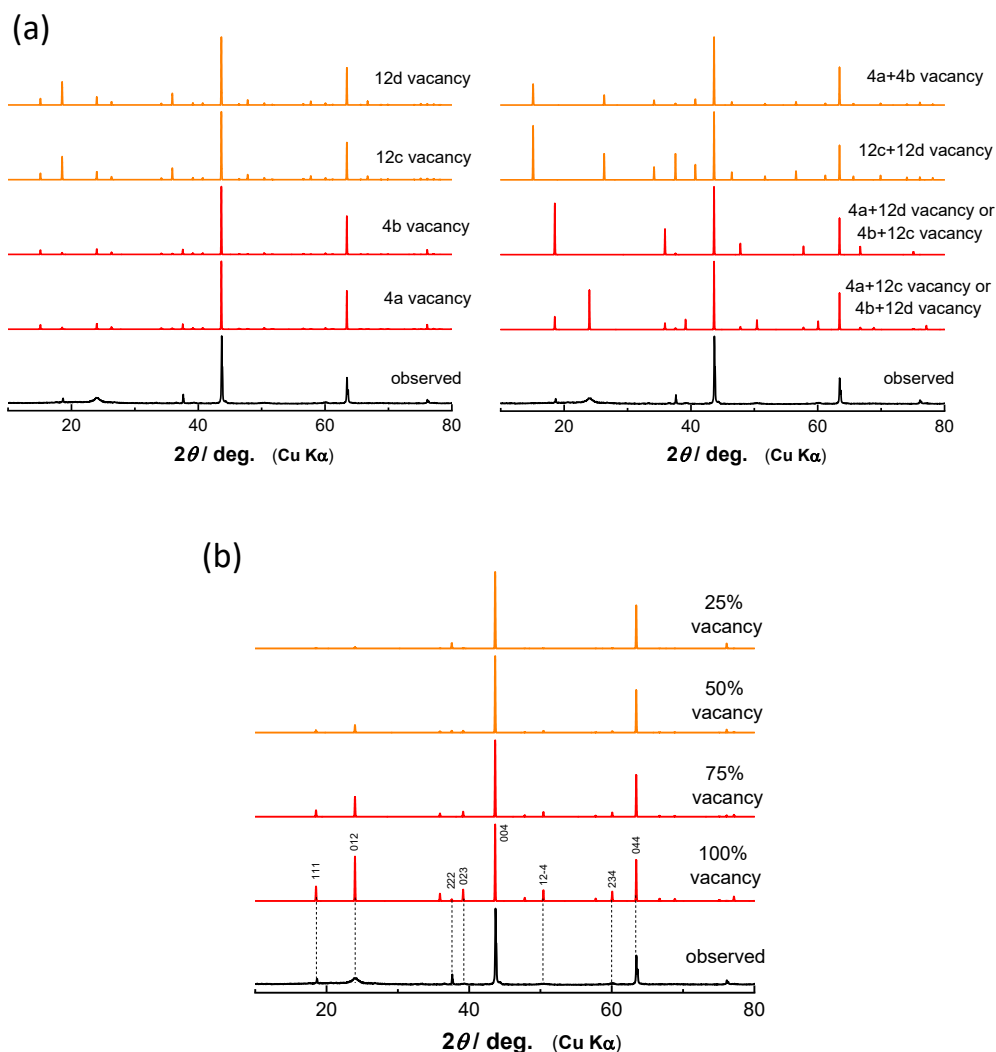 (a)
12d vacancy
12c vacancy
4b vacancy
4a vacancy
observed
20
40
60
80
2θ / deg. (Cu Kα)
4a+4b vacancy
12c+12d vacancy
4a+12d vacancy or
4b+12c vacancy
4a+12c vacancy or
4b+12d vacancy
observed
20
40
60
80
2θ / deg. (Cu Kα)
(b)
25%
vacancy
50%
vacancy
75%
vacancy
100%
vacancy
111
012
222
023
004
12-4
234
044
observed
20
40
60
80
2θ / deg. (Cu Kα)